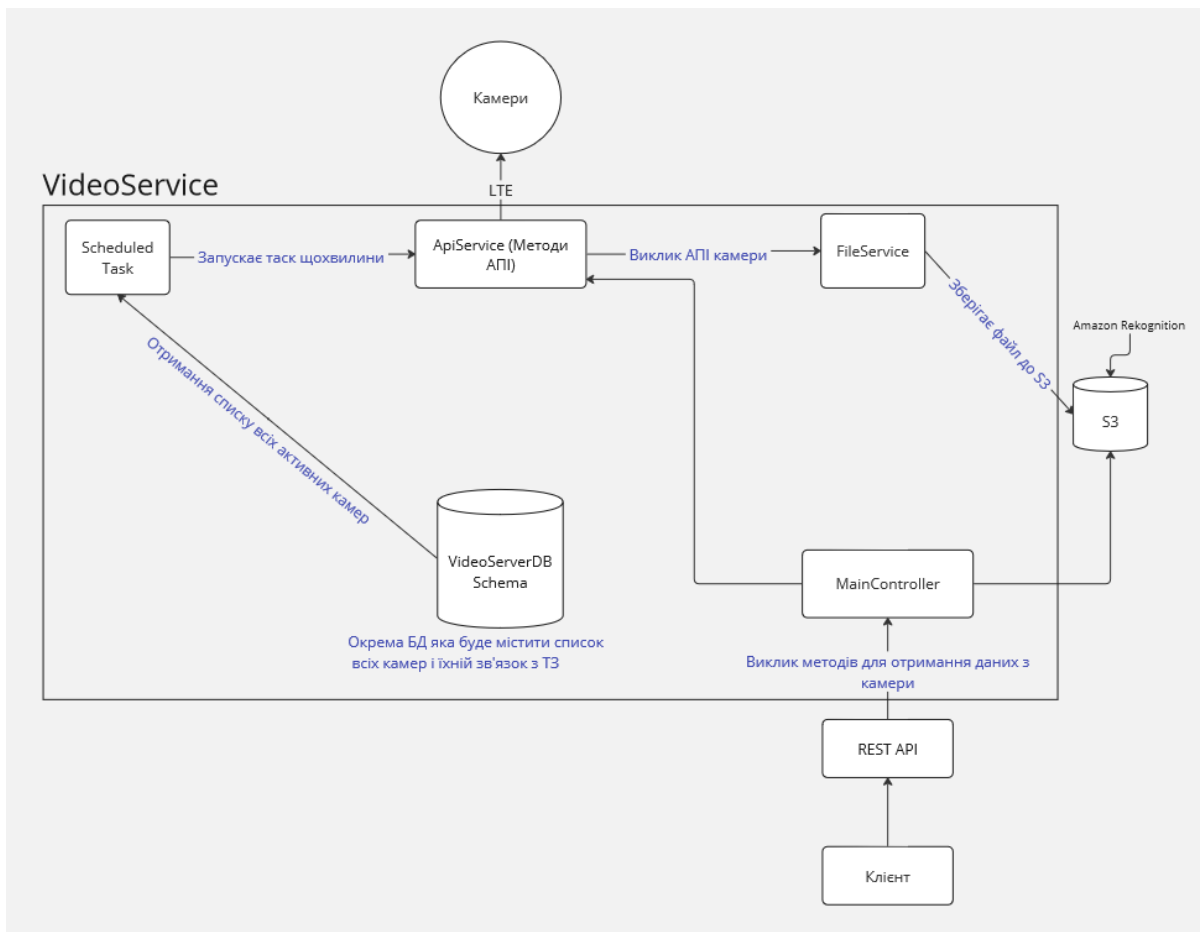 Камери
LTE
VideoService
Scheduled
Task
Запускає таск щохвилини
ApiService (Методи
АПІ)
Виклик АПІ камери
FileService
Зберігає файл до S3
Amazon Rekognition
S3
Отримання списку всіх активних камер
VideoServerDB
Schema
Окрема БД яка буде містити список
всіх камер і їхній зв'язок з ТЗ
MainController
Виклик методів для отримання даних з
камери
REST API
Клієнт